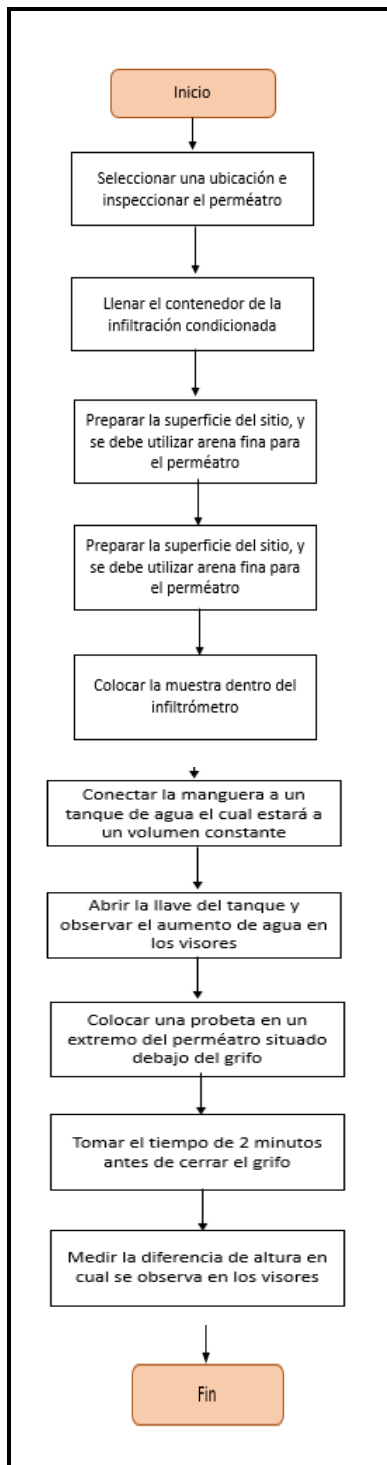 Inicio
Seleccionar una ubicación e
inspeccionar el perméatro
Llenar el contenedor de la
infiltración condicionada
Preparar la superficie del sitio, y
se debe utilizar arena fina para
el perméatro
Preparar la superficie del sitio, y
se debe utilizar arena fina para
el perméatro
Colocar la muestra dentro del
infiltrómetro
Conectar la manguera a un
tanque de agua el cual estará a
un volumen constante
Abrir la llave del tanque y
observar el aumento de agua en
los visores
Colocar una probeta en un
extremo del perméatro situado
debajo del grifo
Tomar el tiempo de 2 minutos
antes de cerrar el grifo
Medir la diferencia de altura en
cual se observa en los visores
Fin